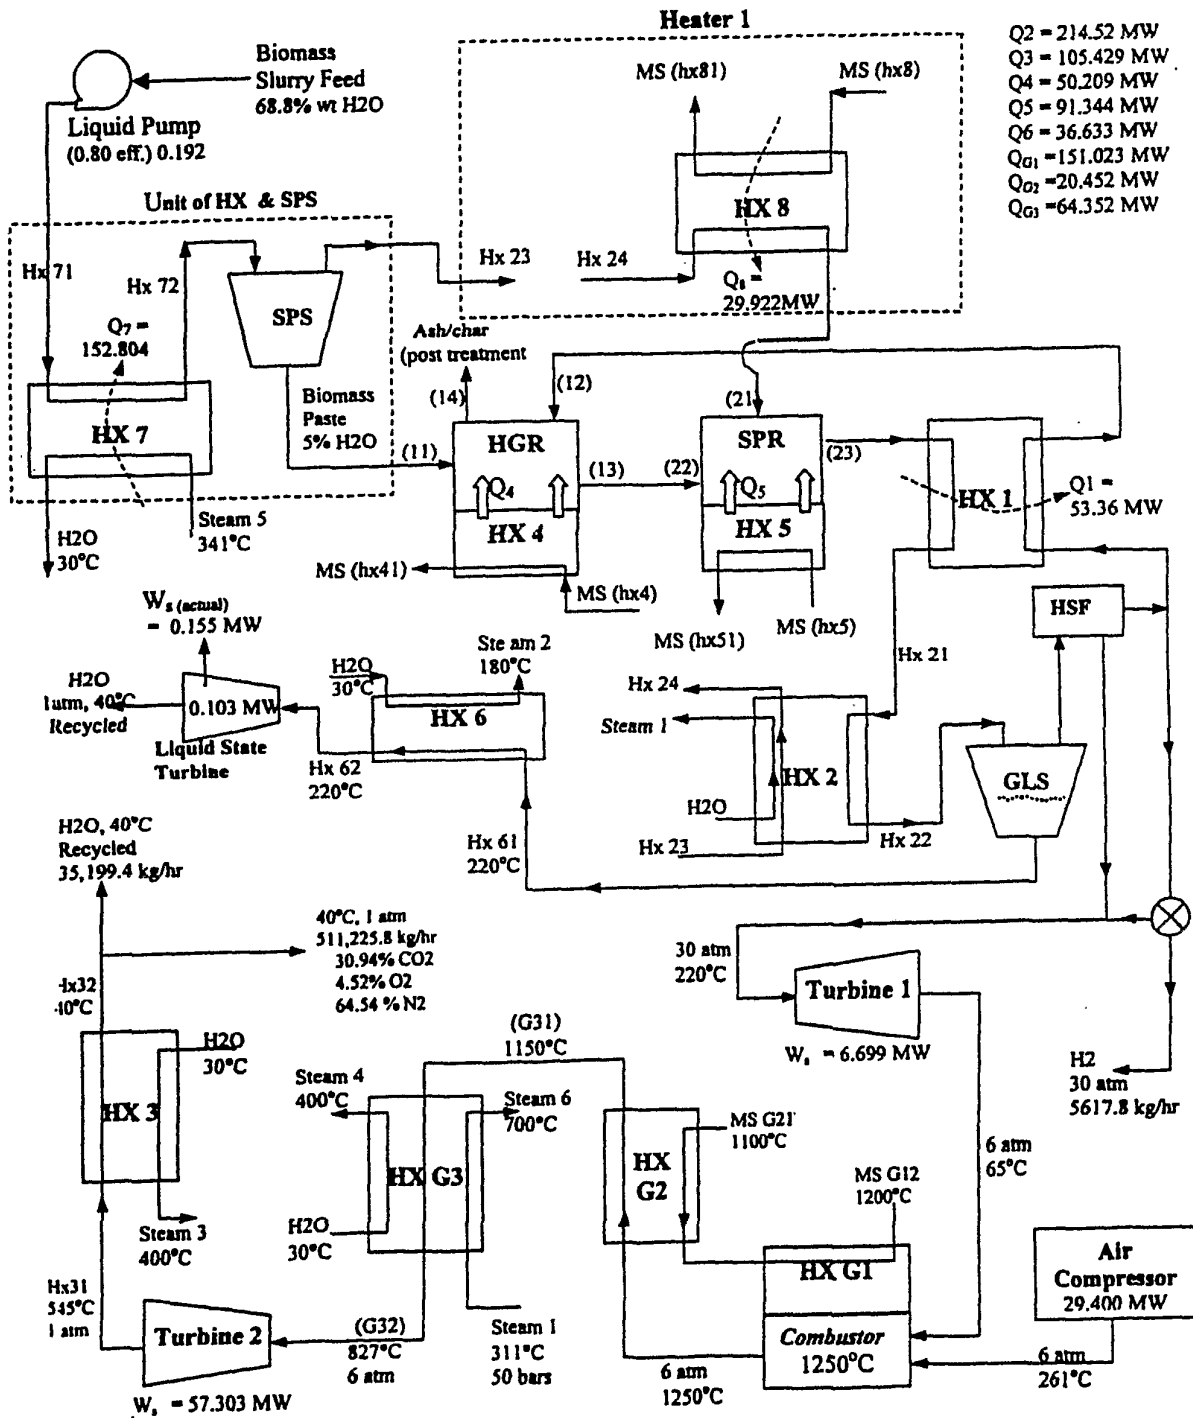 Heater 1
Q2 = 214.52 MW
Q3 = 105.429 MW
Q4 = 50.209 MW
Q5 = 91.344 MW
Q6 = 36.633 MW
QG1 =151.023 MW
QG2 =20.452 MW
QG3 =64.352 MW
Biomass
Slurry Feed
68.8% wt H2O
Liquid Pump
(0.80 eff.) 0.192
MS (hx81)
MS (hx8)
HX 8
Unit of HX & SPS
Hx 71
Hx 72
Hx 23
Hx 24
Q8 =
29.922MW
SPS
Q7 =
152.804
HX 7
Ash/char
(post treatment
(14)
(12)
(21)
Biomass
Paste
5% H2O
(11)
HGR
(13)
(22)
SPR
(23)
Q4
Q5
HX 4
HX 5
HX 1
Q1 =
53.36 MW
H2O
30°C
Steam 5
341°C
MS (hx41)
MS (hx4)
MS (hx51)
MS (hx5)
HSF
Ws (actual)
= 0.155 MW
H2O
1atm, 40°C
Recycled
0.103 MW
Liquid State
Turbine
H2O
30°C
Ste am 2
180°C
HX 6
Hx 62
220°C
Hx 61
220°C
Hx 21
Hx 24
Steam 1
HX 2
H2O
Hx 23
Hx 22
GLS
H2O, 40°C
Recycled
35,199.4 kg/hr
40°C, 1 atm
511,225.8 kg/hr
30.94% CO2
4.52% O2
64.54 % N2
30 atm
220°C
Turbine 1
Ws = 6.699 MW
H2
30 atm
5617.8 kg/hr
Hx32
40°C
H2O
30°C
HX 3
Steam 3
400°C
(G31)
1150°C
Steam 4
400°C
Steam 6
700°C
HX G3
H2O
30°C
MS G21
1100°C
HX
G2
MS G12
1200°C
6 atm
65°C
HX G1
Combustor
1250°C
Air
Compressor
29.400 MW
Hx31
545°C
1 atm
Turbine 2
Ws = 57.303 MW
(G32)
827°C
6 atm
Steam 1
311°C
50 bars
6 atm
1250°C
6 atm
261°C